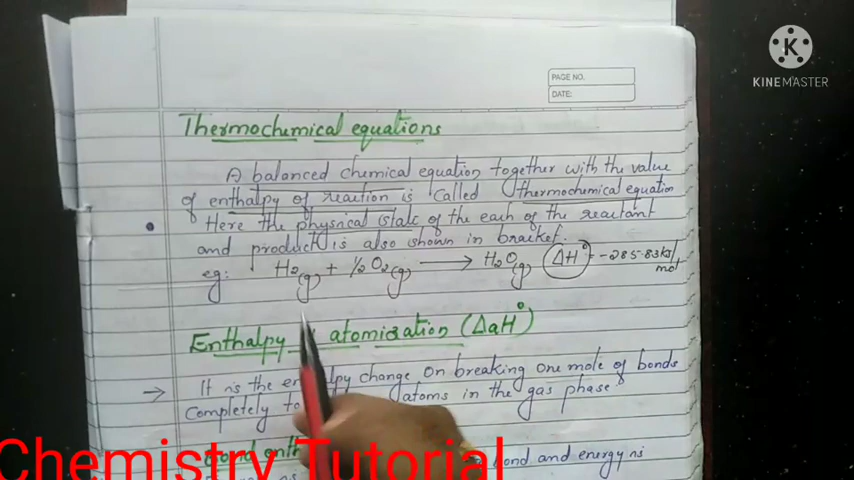 KINEMASTER
PAGE NO.
DATE:
Thermochemical equations
A balanced chemical equation together with the value
of enthalpy of reaction is called thermochemical equation
• Here the physical state of the each of the reactant
and product is also shown in bracket.
eg: H₂(g) + ½O₂(g) ⟶ H₂O(g) ΔH° = -285.83kJ/mol
Enthalpy atomization (ΔaH°)
→ It is the enthalpy change on breaking one mole of bonds
Completely to atoms in the gas phase
Bond bond and energy is
Chemistry Tutorial